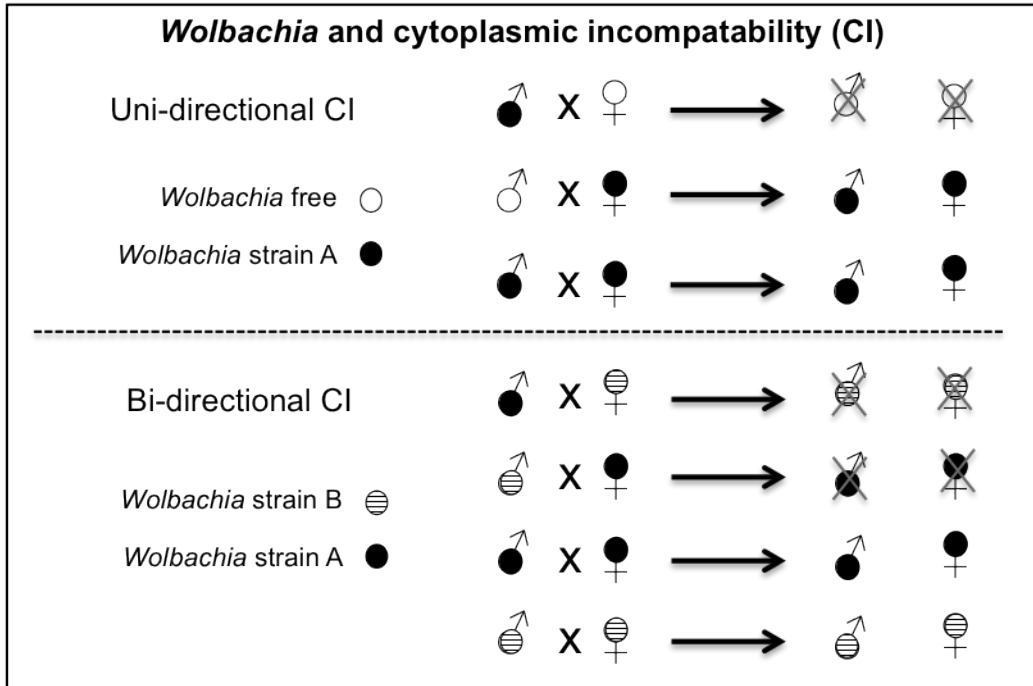 Wolbachia and cytoplasmic incompatability (CI)
Uni-directional CI
X
Wolbachia free
X
Wolbachia strain A
X
Bi-directional CI
X
X
Wolbachia strain B
Wolbachia strain A
X
X